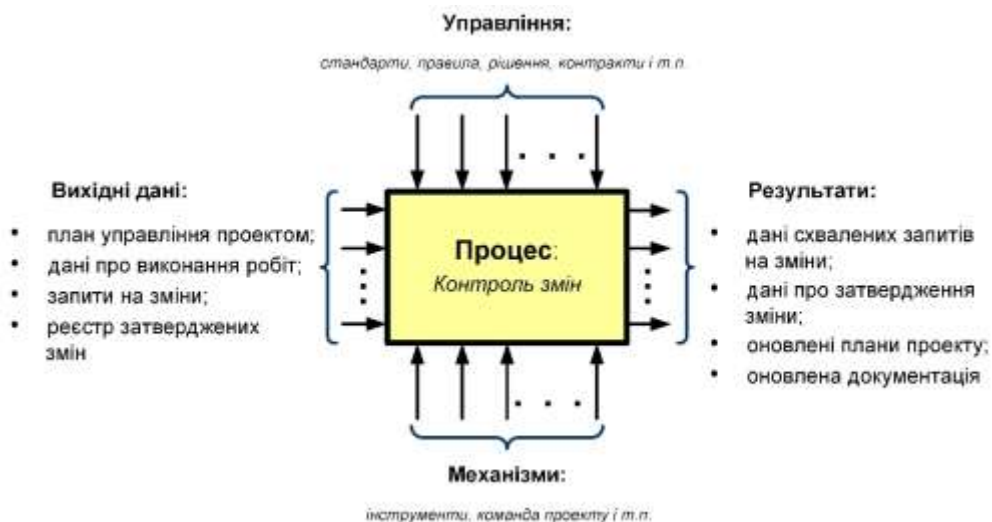 Управління:
стандарти, правила, рішення, контракти і т.п.
Вихідні дані:
• план управління проектом;
• дані про виконання робіт;
• запити на зміни;
• реєстр затверджених
змін
Процес:
Контроль змін
Результати:
• дані схвалених запитів
на зміни;
• дані про затвердження
зміни;
• оновлені плани проекту;
• оновлена документація
Механізми:
інструменти, команда проекту і т.п.